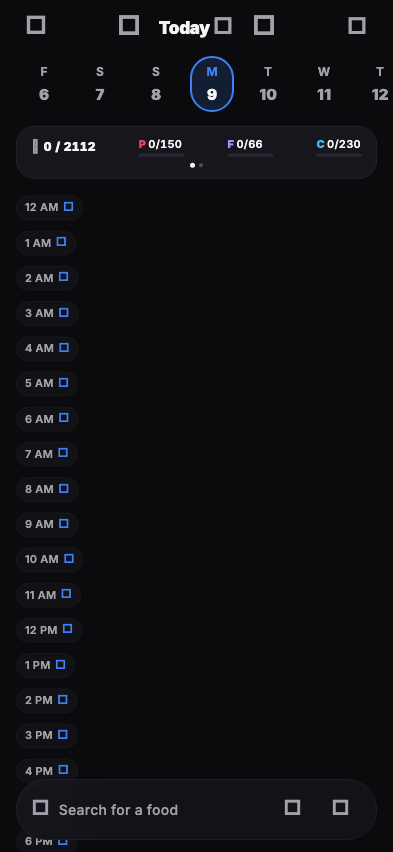 Today
F S S M T W T
6 7 8 9 10 11 12
0 / 2112 P 0/150 F 0/66 C 0/230
12 AM
1 AM
2 AM
3 AM
4 AM
5 AM
6 AM
7 AM
8 AM
9 AM
10 AM
11 AM
12 PM
1 PM
2 PM
3 PM
4 PM
Search for a food
6 PM